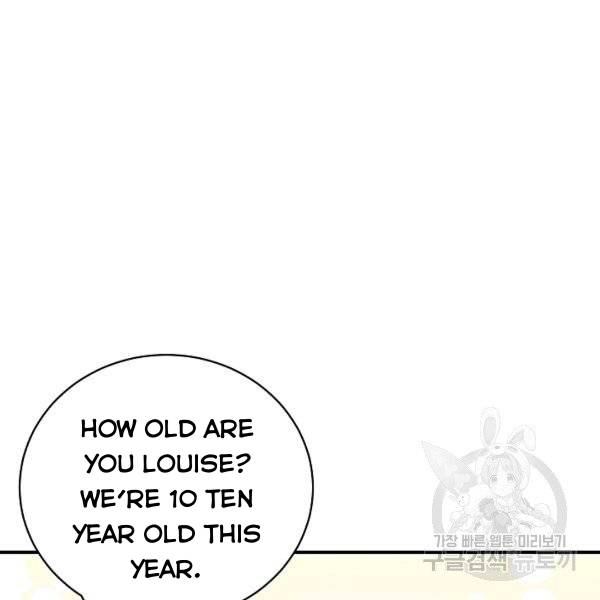 HOW OLD ARE
YOU LOUISE?
WE'RE 10 TEN
YEAR OLD THIS
YEAR.
가장 빠른 웹툰 미리보기
구글검색 뉴토끼